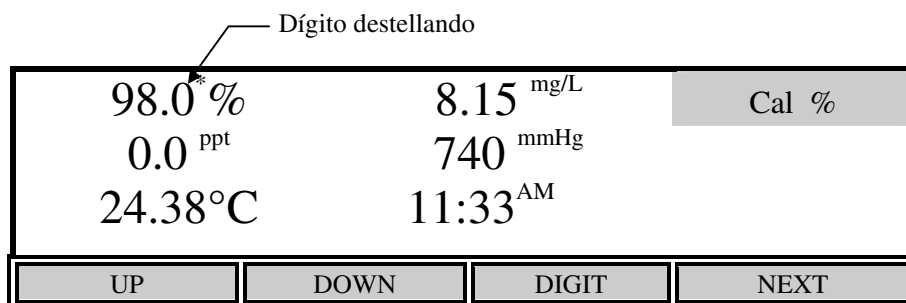 Dígito destellando
98.0*% 8.15 mg/L Cal %
0.0 ppt 740 mmHg
24.38°C 11:33AM
UP DOWN DIGIT NEXT